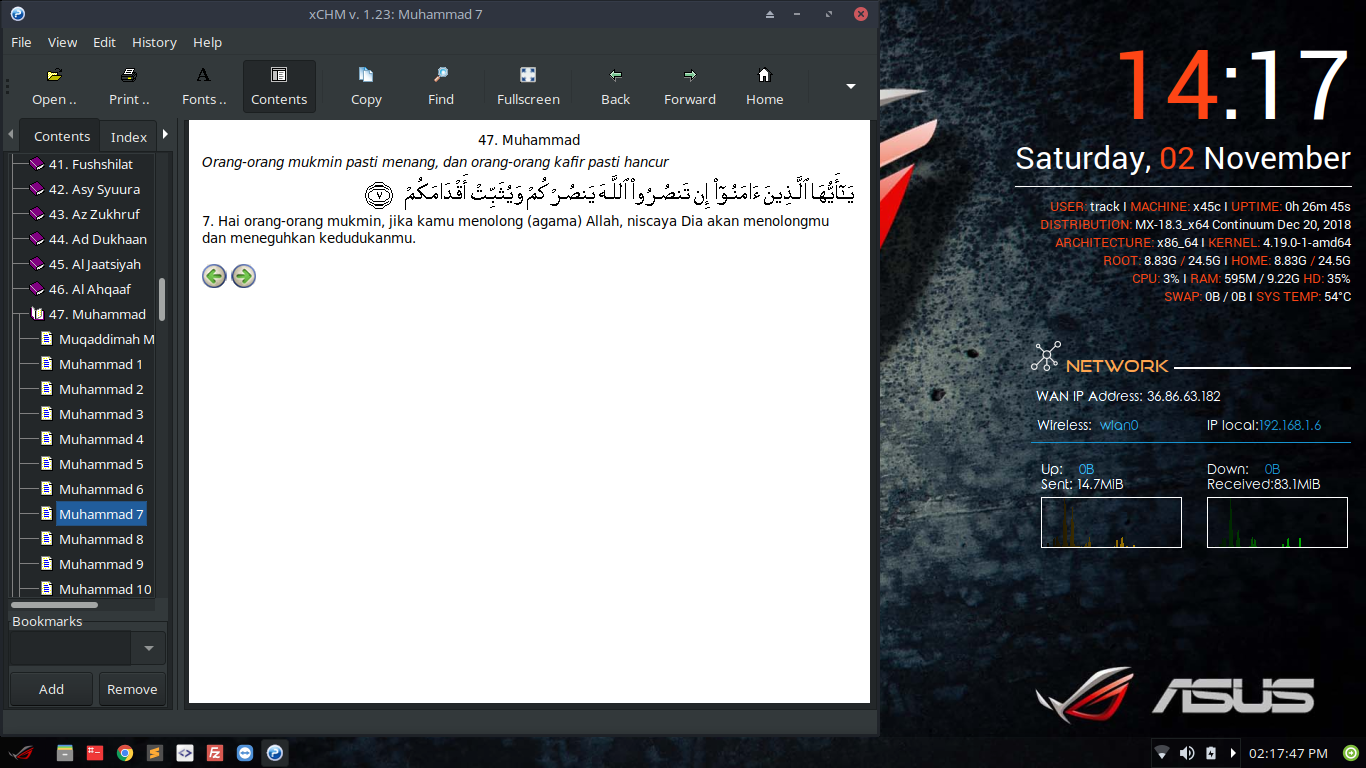 xCHM v. 1.23: Muhammad 7
File View Edit History Help
Open .. Print .. Fonts .. Contents Copy Find Fullscreen Back Forward Home
Contents Index
41. Fushshilat
42. Asy Syuura
43. Az Zukhruf
44. Ad Dukhaan
45. Al Jaatsiyah
46. Al Ahqaaf
47. Muhammad
Muqaddimah M
Muhammad 1
Muhammad 2
Muhammad 3
Muhammad 4
Muhammad 5
Muhammad 6
Muhammad 7
Muhammad 8
Muhammad 9
Muhammad 10
Bookmarks
Add Remove
47. Muhammad
Orang-orang mukmin pasti menang, dan orang-orang kafir pasti hancur
يَـٰٓأَيُّهَا ٱلَّذِينَ ءَامَنُوٓا۟ إِن تَنصُرُوا۟ ٱللَّـهَ يَنصُرْكُمْ وَيُثَبِّتْ أَقْدَامَكُمْ ﴿٧﴾
7. Hai orang-orang mukmin, jika kamu menolong (agama) Allah, niscaya Dia akan menolongmu
dan meneguhkan kedudukanmu.
14:17
Saturday, 02 November
USER: track I MACHINE: x45c I UPTIME: 0h 26m 45s
DISTRIBUTION: MX-18.3_x64 Continuum Dec 20, 2018
ARCHITECTURE: x86_64 I KERNEL: 4.19.0-1-amd64
ROOT: 8.83G / 24.5G I HOME: 8.83G / 24.5G
CPU: 3% I RAM: 595M / 9.22G HD: 35%
SWAP: 0B / 0B I SYS TEMP: 54°C
NETWORK
WAN IP Address: 36.86.63.182
Wireless: wlan0 IP local:192.168.1.6
Up: 0B Down: 0B
Sent: 14.7MiB Received:83.1MiB
ASUS
02:17:47 PM